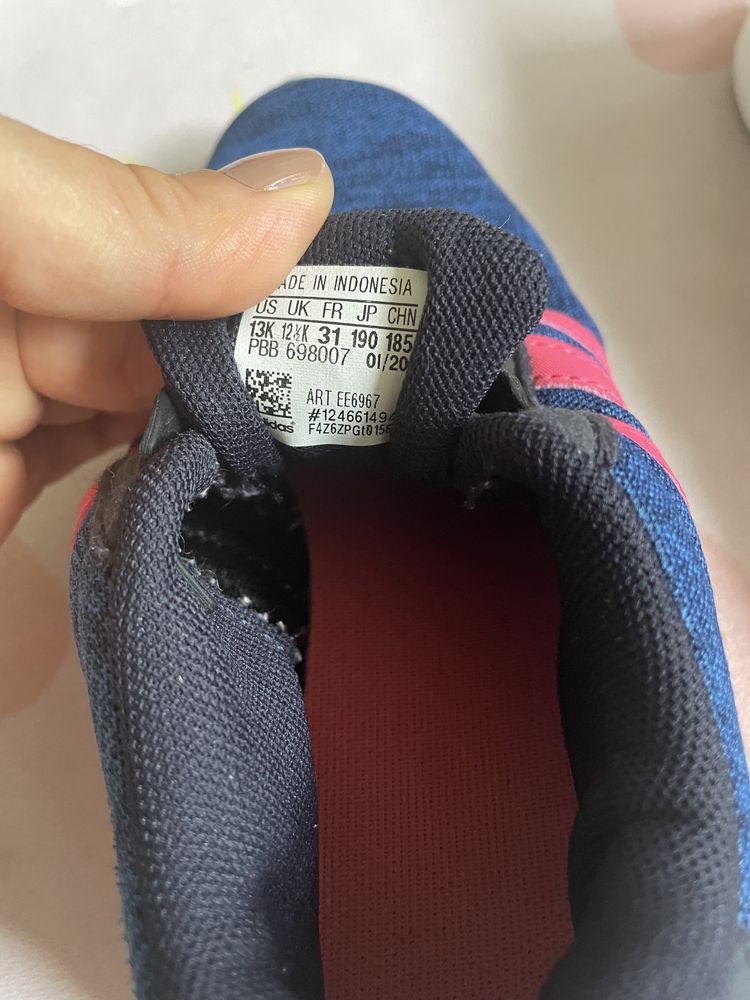 ADE IN INDONESIA
US UK FR JP CHN
13K 12½K 31 190 185
PBB 698007 01/20
ART EE6967
#12466149
F4Z6ZPGt015
adidas